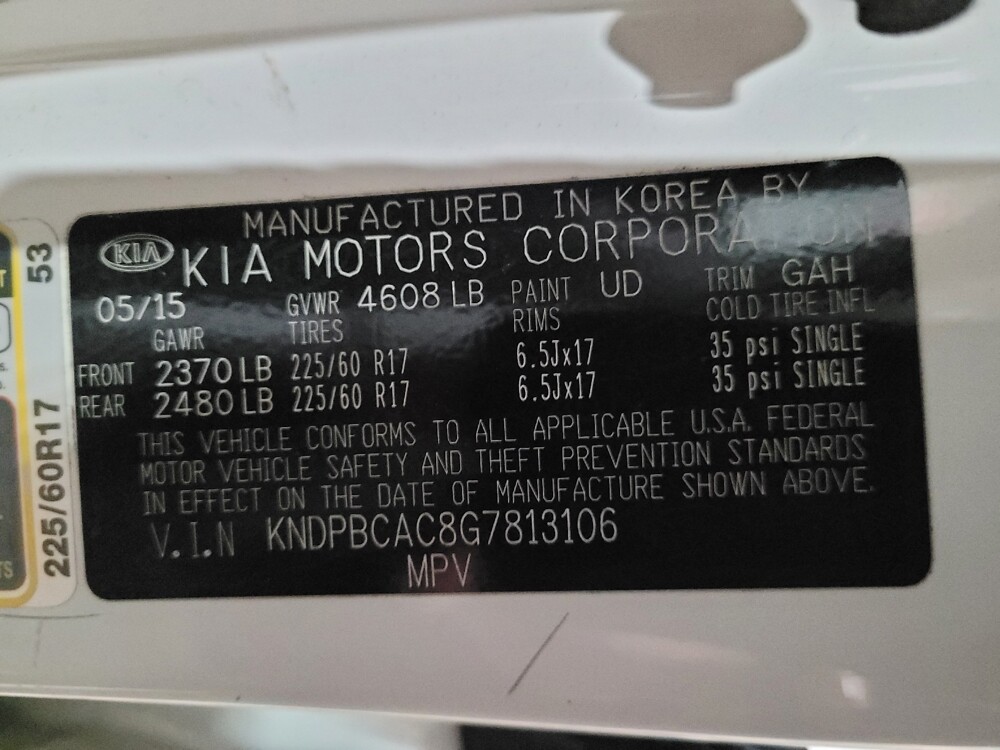 MANUFACTURED IN KOREA BY
KIA KIA MOTORS CORPORATION
05/15 GVWR 4608 LB PAINT UD TRIM GAH
GAWR TIRES RIMS COLD TIRE INFL
FRONT 2370 LB 225/60 R17 6.5Jx17 35 psi SINGLE
REAR 2480 LB 225/60 R17 6.5Jx17 35 psi SINGLE
THIS VEHICLE CONFORMS TO ALL APPLICABLE U.S.A. FEDERAL
MOTOR VEHICLE SAFETY AND THEFT PREVENTION STANDARDS
IN EFFECT ON THE DATE OF MANUFACTURE SHOWN ABOVE.
V.I.N KNDPBCAC8G7813106
MPV
225/60R17 53